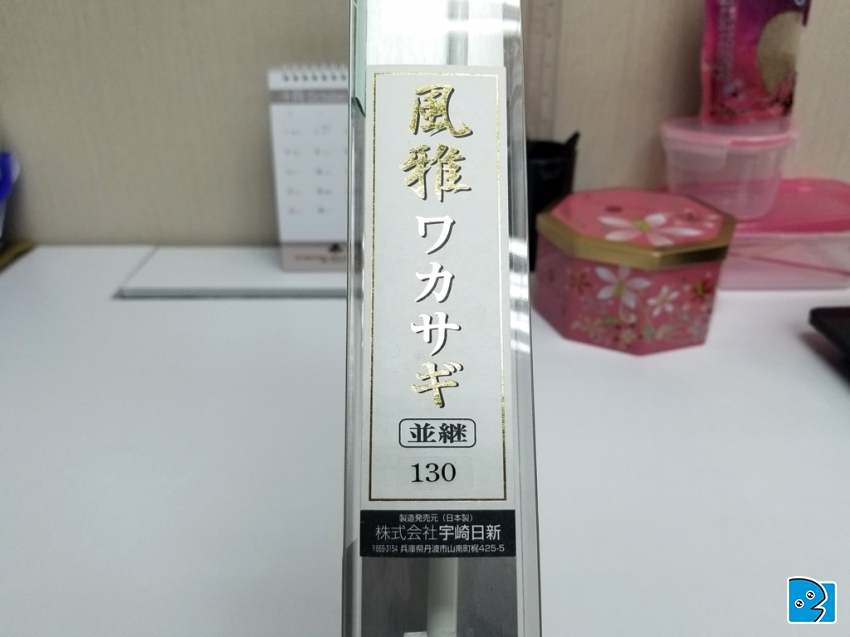 風雅ワカサギ
並継
130
製造発売元(日本製)
株式会社宇崎日新
〒669-3154 兵庫県丹波市山南町梶425-5